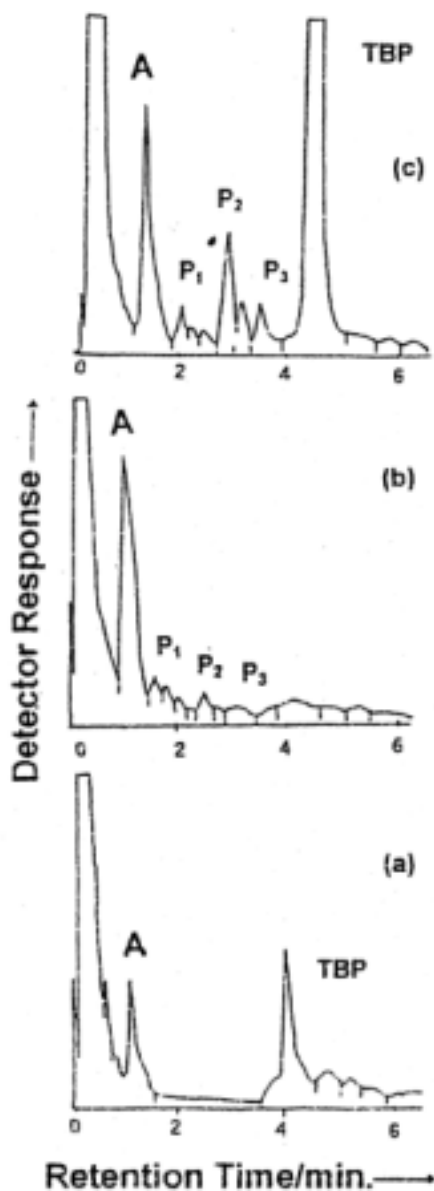 TBP
A
(c)
P₂
P₁
P₃
0 2 4 6
A
(b)
P₁
P₂
P₃
0 2 4 6
(a)
A
TBP
0 2 4 6
Detector Response
Retention Time/min.